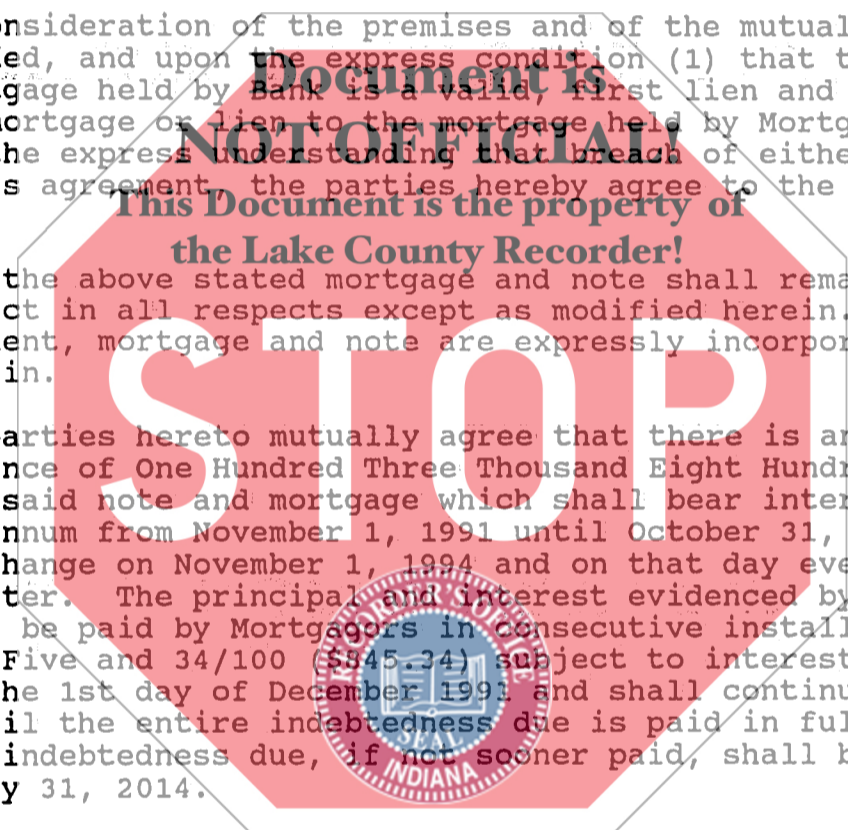 nsideration of the premises and of the mutual
ed, and upon the express condition (1) that t
Document is
gage held by Bank is a valid, first lien and
ortgage or lien to the mortgage held by Mortg
NOT OFFICIAL!
he express understanding that breach of eithe
s agreement, the parties hereby agree to the
This Document is the property of
the Lake County Recorder!
the above stated mortgage and note shall rema
ct in all respects except as modified herein.
ent, mortgage and note are expressly incorpor
in.
STOP
arties hereto mutually agree that there is an
nce of One Hundred Three Thousand Eight Hundr
said note and mortgage which shall bear inter
nnum from November 1, 1991 until October 31,
hange on November 1, 1994 and on that day eve
ter. The principal and interest evidenced by
be paid by Mortgagors in consecutive install
Five and 34/100 ($845.34) subject to interest
he 1st day of December 1991 and shall continu
il the entire indebtedness due is paid in ful
indebtedness due, if not sooner paid, shall b
y 31, 2014.
RECORDER'S OFFICE
SEAL
INDIANA